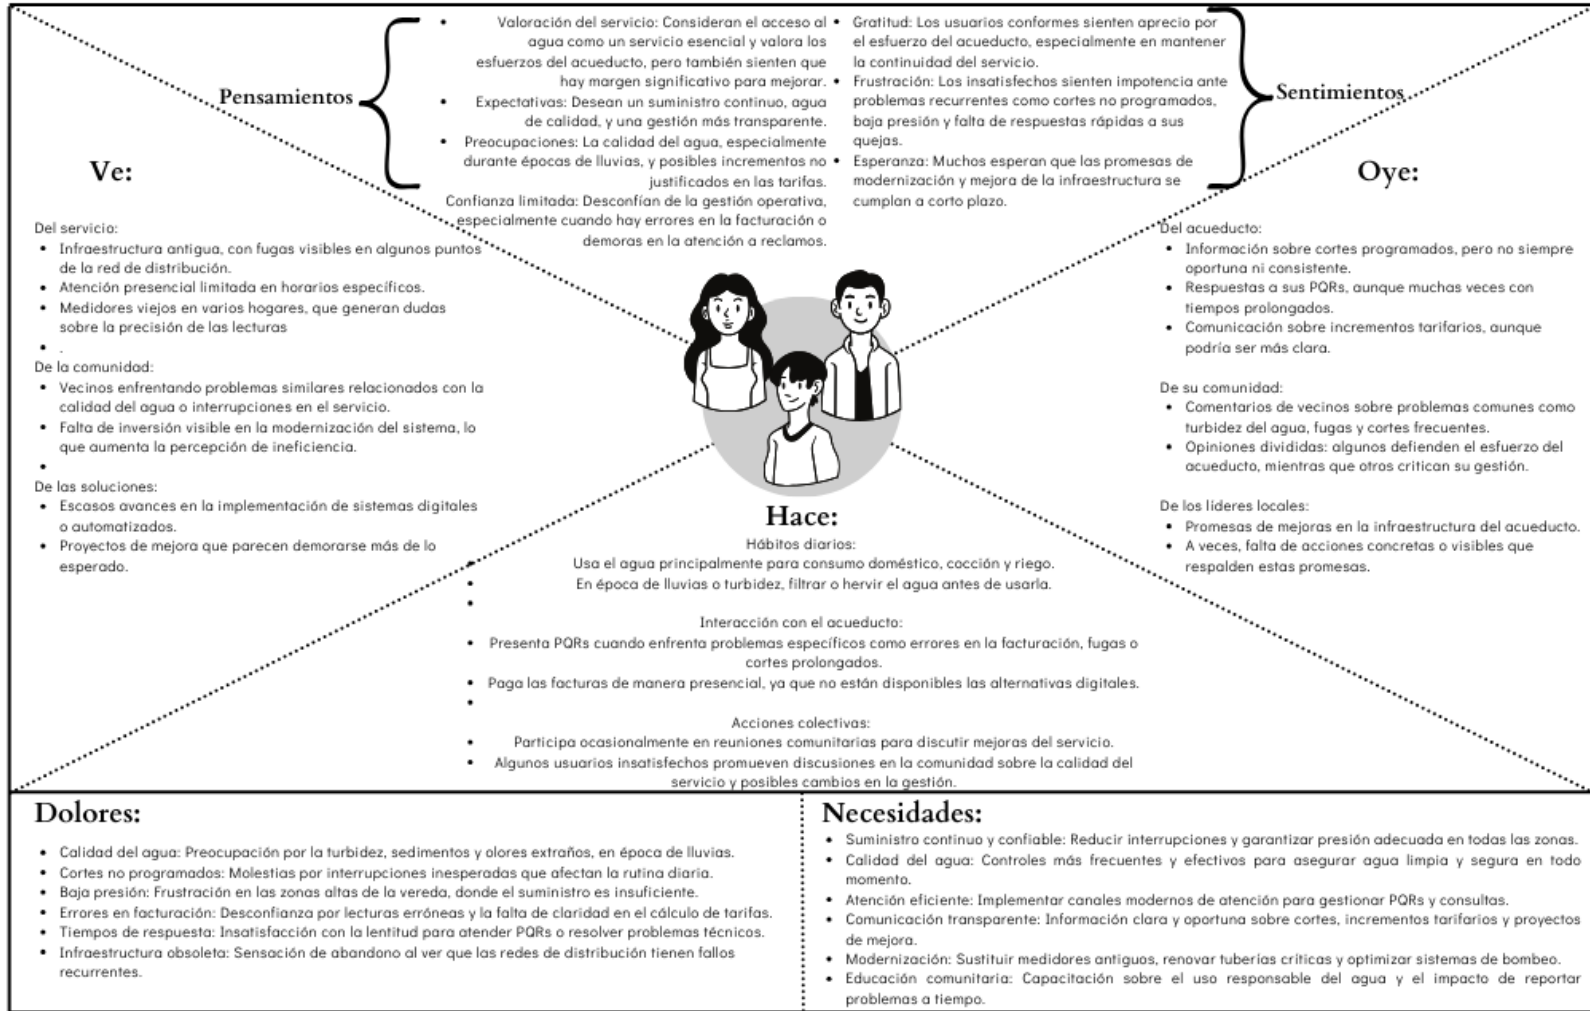 Pensamientos
• Valoración del servicio: Consideran el acceso al
agua como un servicio esencial y valora los
esfuerzos del acueducto, pero también sienten que
hay margen significativo para mejorar.
• Expectativas: Desean un suministro continuo, agua
de calidad, y una gestión más transparente.
• Preocupaciones: La calidad del agua, especialmente
durante épocas de lluvias, y posibles incrementos no
justificados en las tarifas.
Confianza limitada: Desconfían de la gestión operativa,
especialmente cuando hay errores en la facturación o
demoras en la atención a reclamos.
Sentimientos
• Gratitud: Los usuarios conformes sienten aprecio por
el esfuerzo del acueducto, especialmente en mantener
la continuidad del servicio.
• Frustración: Los insatisfechos sienten impotencia ante
problemas recurrentes como cortes no programados,
baja presión y falta de respuestas rápidas a sus
quejas.
• Esperanza: Muchos esperan que las promesas de
modernización y mejora de la infraestructura se
cumplan a corto plazo.
Ve:
Del servicio:
• Infraestructura antigua, con fugas visibles en algunos puntos
de la red de distribución.
• Atención presencial limitada en horarios específicos.
• Medidores viejos en varios hogares, que generan dudas
sobre la precisión de las lecturas
• .
De la comunidad:
• Vecinos enfrentando problemas similares relacionados con la
calidad del agua o interrupciones en el servicio.
• Falta de inversión visible en la modernización del sistema, lo
que aumenta la percepción de ineficiencia.
•
De las soluciones:
• Escasos avances en la implementación de sistemas digitales
o automatizados.
• Proyectos de mejora que parecen demorarse más de lo
esperado.
Oye:
Del acueducto:
• Información sobre cortes programados, pero no siempre
oportuna ni consistente.
• Respuestas a sus PQRs, aunque muchas veces con
tiempos prolongados.
• Comunicación sobre incrementos tarifarios, aunque
podría ser más clara.
De su comunidad:
• Comentarios de vecinos sobre problemas comunes como
turbidez del agua, fugas y cortes frecuentes.
• Opiniones divididas: algunos defienden el esfuerzo del
acueducto, mientras que otros critican su gestión.
De los líderes locales:
• Promesas de mejoras en la infraestructura del acueducto.
• A veces, falta de acciones concretas o visibles que
respalden estas promesas.
Hace:
Hábitos diarios:
• Usa el agua principalmente para consumo doméstico, cocción y riego.
• En época de lluvias o turbidez, filtrar o hervir el agua antes de usarla.
•
Interacción con el acueducto:
• Presenta PQRs cuando enfrenta problemas específicos como errores en la facturación, fugas o
cortes prolongados.
• Paga las facturas de manera presencial, ya que no están disponibles las alternativas digitales.
•
Acciones colectivas:
• Participa ocasionalmente en reuniones comunitarias para discutir mejoras del servicio.
• Algunos usuarios insatisfechos promueven discusiones en la comunidad sobre la calidad del
servicio y posibles cambios en la gestión.
Dolores:
• Calidad del agua: Preocupación por la turbidez, sedimentos y olores extraños, en época de lluvias.
• Cortes no programados: Molestias por interrupciones inesperadas que afectan la rutina diaria.
• Baja presión: Frustración en las zonas altas de la vereda, donde el suministro es insuficiente.
• Errores en facturación: Desconfianza por lecturas erróneas y la falta de claridad en el cálculo de tarifas.
• Tiempos de respuesta: Insatisfacción con la lentitud para atender PQRs o resolver problemas técnicos.
• Infraestructura obsoleta: Sensación de abandono al ver que las redes de distribución tienen fallos
recurrentes.
Necesidades:
• Suministro continuo y confiable: Reducir interrupciones y garantizar presión adecuada en todas las zonas.
• Calidad del agua: Controles más frecuentes y efectivos para asegurar agua limpia y segura en todo
momento.
• Atención eficiente: Implementar canales modernos de atención para gestionar PQRs y consultas.
• Comunicación transparente: Información clara y oportuna sobre cortes, incrementos tarifarios y proyectos
de mejora.
• Modernización: Sustituir medidores antiguos, renovar tuberías críticas y optimizar sistemas de bombeo.
• Educación comunitaria: Capacitación sobre el uso responsable del agua y el impacto de reportar
problemas a tiempo.